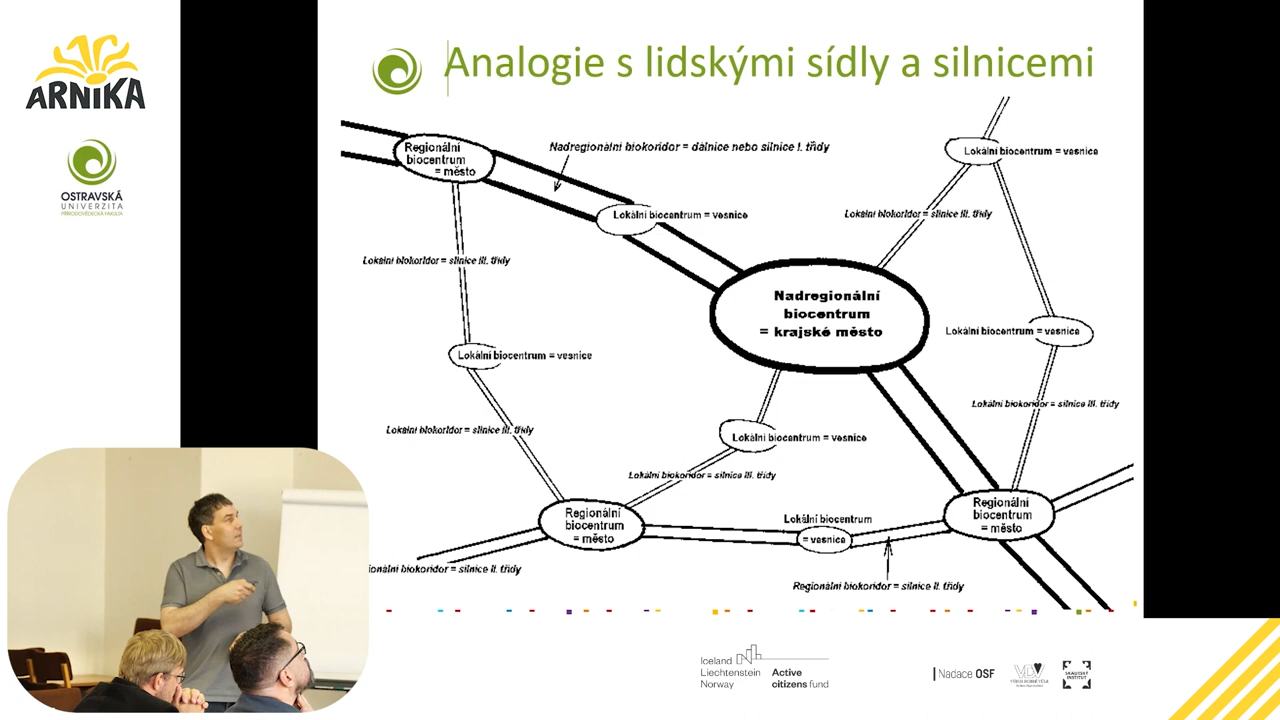 ARNIKA
OSTRAVSKÁ
UNIVERZITA
PŘÍRODOVĚDECKÁ FAKULTA
Analogie s lidskými sídly a silnicemi
Regionální
biocentrum
= město
Nadregionální biokoridor = dálnice nebo silnice I. třídy
Lokální biocentrum = vesnice
Lokální biocentrum = vesnice
Lokální biokoridor = silnice III. třídy
Lokální biokoridor = silnice III. třídy
Nadregionální
biocentrum
= krajské město
Lokální biocentrum = vesnice
Lokální biocentrum = vesnice
Lokální biokoridor = silnice III. třídy
Lokální biokoridor = silnice III. třídy
Lokální biocentrum = vesnice
Lokální biokoridor = silnice III. třídy
Regionální
biocentrum
= město
Lokální biocentrum
= vesnice
Regionální
biocentrum
= město
ionální biokoridor = silnice II. třídy
Regionální biokoridor = silnice II. třídy
Iceland
Liechtenstein
Norway
Active
citizens fund
Nadace OSF
SKAUTSKÝ
INSTITUT